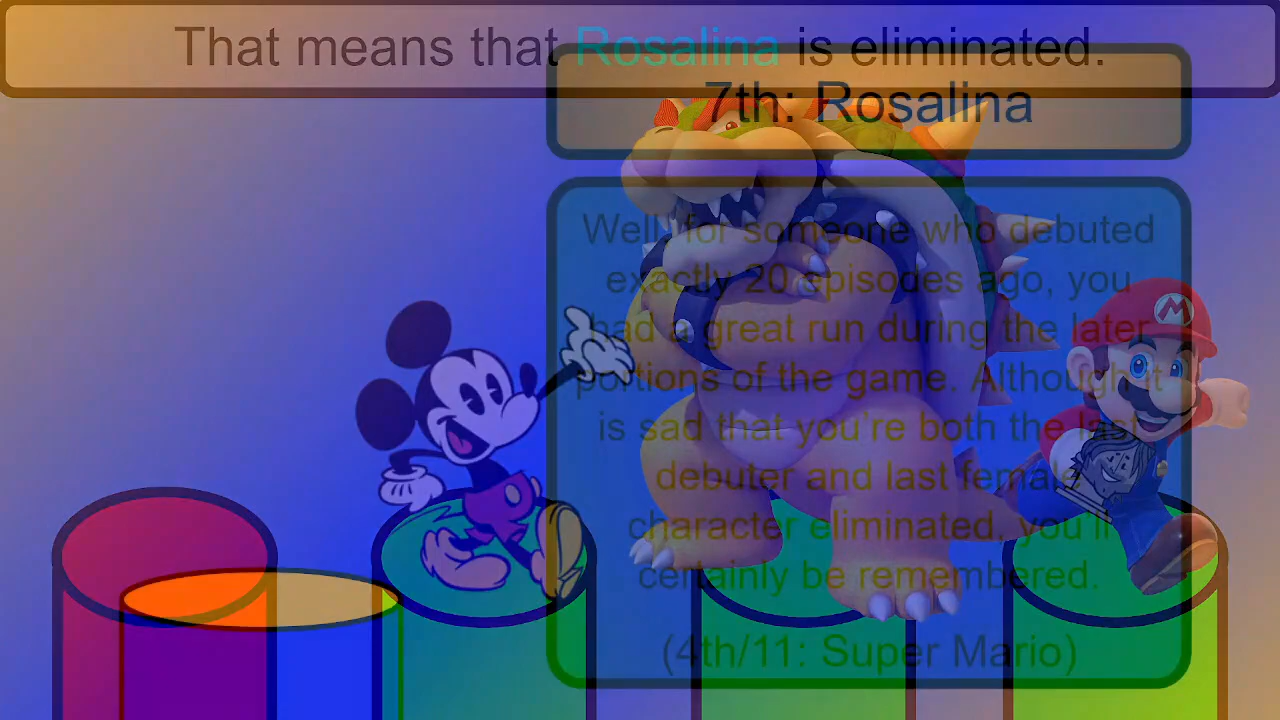 That means that Rosalina is eliminated.
7th: Rosalina
Well, for someone who debuted
exactly 20 episodes ago, you
had a great run during the later
portions of the game. Although it
is sad that you're both the last
debuter and last female
character eliminated, you'll
certainly be remembered.
(4th/11: Super Mario)
M